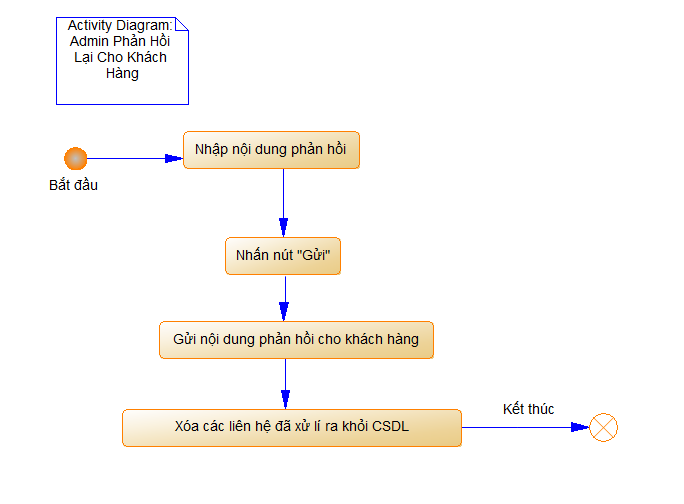 Activity Diagram:
Admin Phản Hồi
Lại Cho Khách
Hàng
Nhập nội dung phản hồi
Bắt đầu
Nhấn nút "Gửi"
Gửi nội dung phản hồi cho khách hàng
Xóa các liên hệ đã xử lí ra khỏi CSDL
Kết thúc